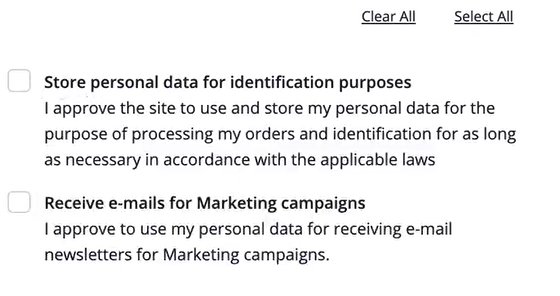 Clear All Select All
Store personal data for identification purposes
I approve the site to use and store my personal data for the
purpose of processing my orders and identification for as long
as necessary in accordance with the applicable laws
Receive e-mails for Marketing campaigns
I approve to use my personal data for receiving e-mail
newsletters for Marketing campaigns.